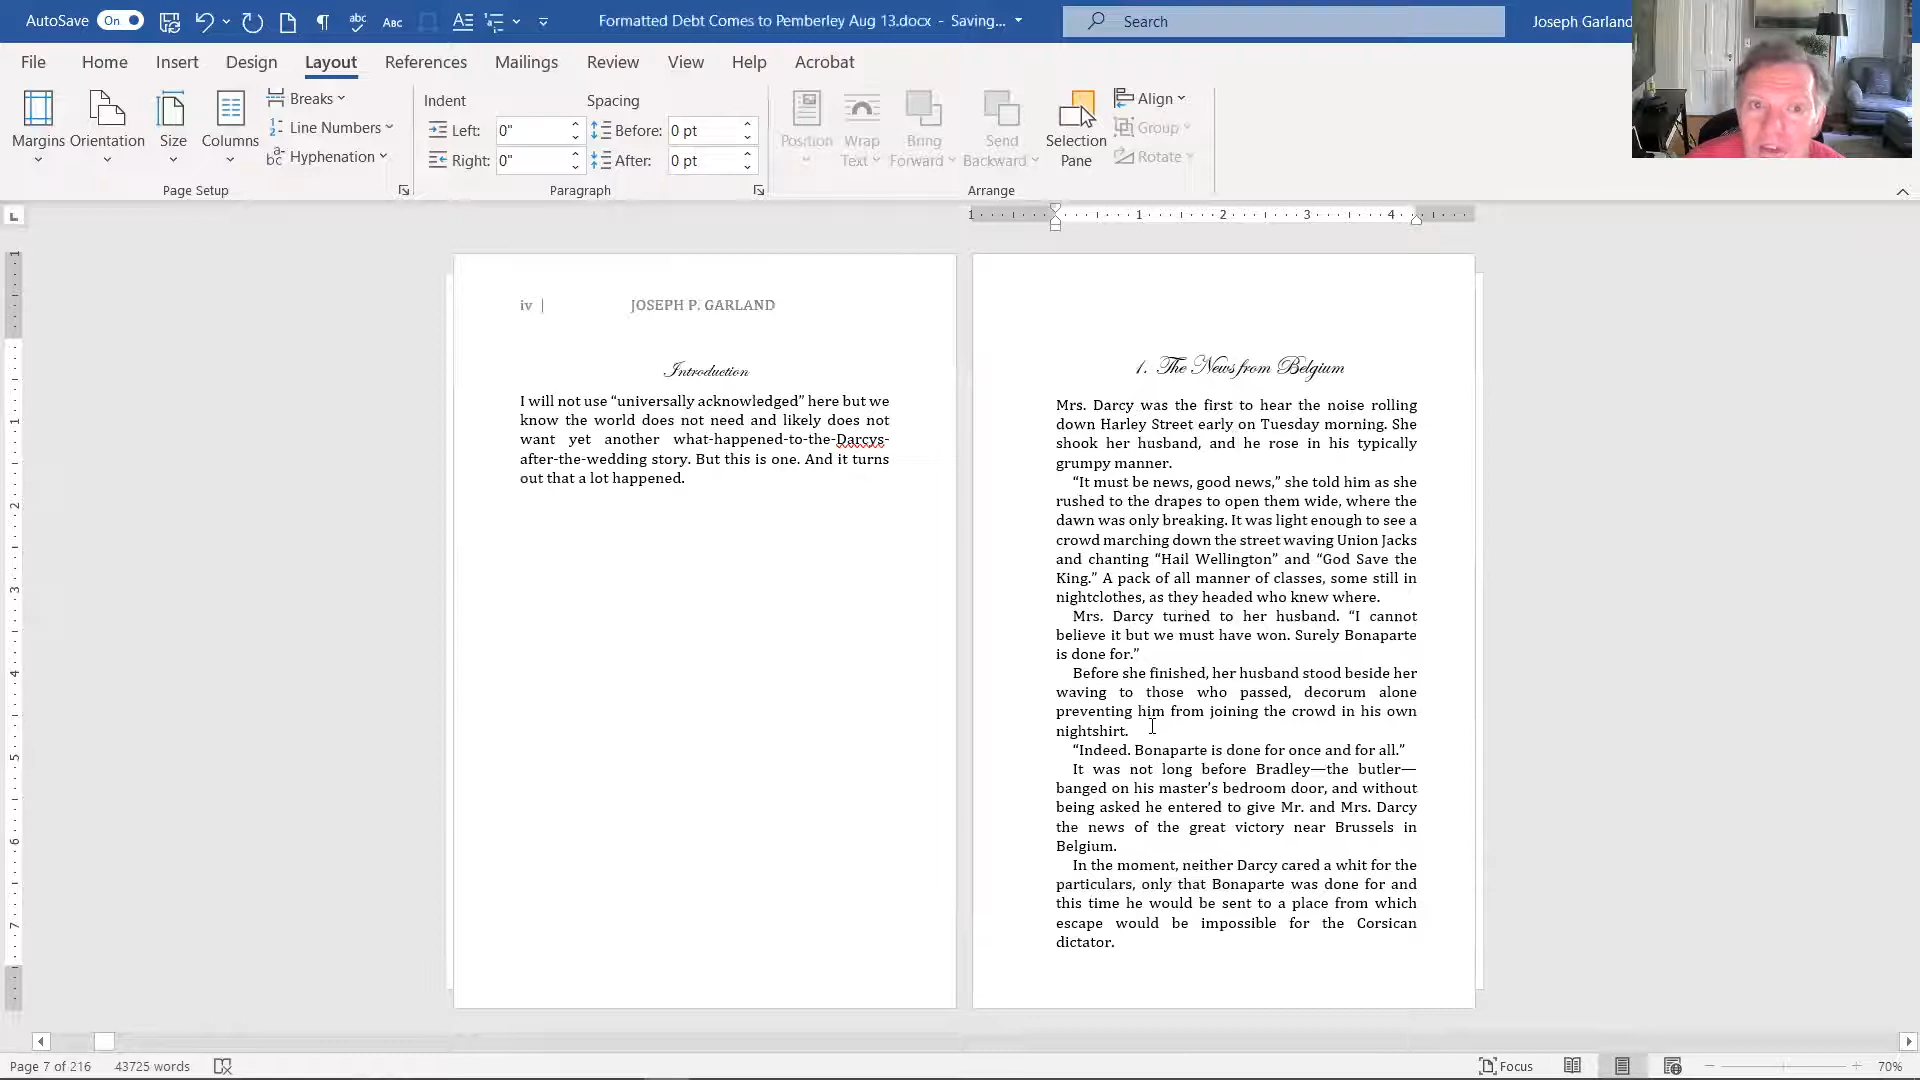 AutoSave On Formatted Debt Comes to Pemberley Aug 13.docx - Saving... Search Joseph Garland
File Home Insert Design Layout References Mailings Review View Help Acrobat
Margins
Orientation
Size
Columns
Breaks
Line Numbers
Hyphenation
Page Setup
Indent
Left: 0"
Right: 0"
Spacing
Before: 0 pt
After: 0 pt
Paragraph
Position
Wrap
Text
Bring
Forward
Send
Backward
Selection
Pane
Align
Group
Rotate
Arrange
1 1 2 3 4
1
1
2
3
4
5
6
7
iv | JOSEPH P. GARLAND
Introduction
I will not use “universally acknowledged” here but we
know the world does not need and likely does not
want yet another what-happened-to-the-Darcys-
after-the-wedding story. But this is one. And it turns
out that a lot happened.
1. The News from Belgium
Mrs. Darcy was the first to hear the noise rolling
down Harley Street early on Tuesday morning. She
shook her husband, and he rose in his typically
grumpy manner.
“It must be news, good news,” she told him as she
rushed to the drapes to open them wide, where the
dawn was only breaking. It was light enough to see a
crowd marching down the street waving Union Jacks
and chanting “Hail Wellington” and “God Save the
King.” A pack of all manner of classes, some still in
nightclothes, as they headed who knew where.
Mrs. Darcy turned to her husband. “I cannot
believe it but we must have won. Surely Bonaparte
is done for.”
Before she finished, her husband stood beside her
waving to those who passed, decorum alone
preventing him from joining the crowd in his own
nightshirt.
“Indeed. Bonaparte is done for once and for all.”
It was not long before Bradley—the butler—
banged on his master’s bedroom door, and without
being asked he entered to give Mr. and Mrs. Darcy
the news of the great victory near Brussels in
Belgium.
In the moment, neither Darcy cared a whit for the
particulars, only that Bonaparte was done for and
this time he would be sent to a place from which
escape would be impossible for the Corsican
dictator.
Page 7 of 216 43725 words Focus 70%